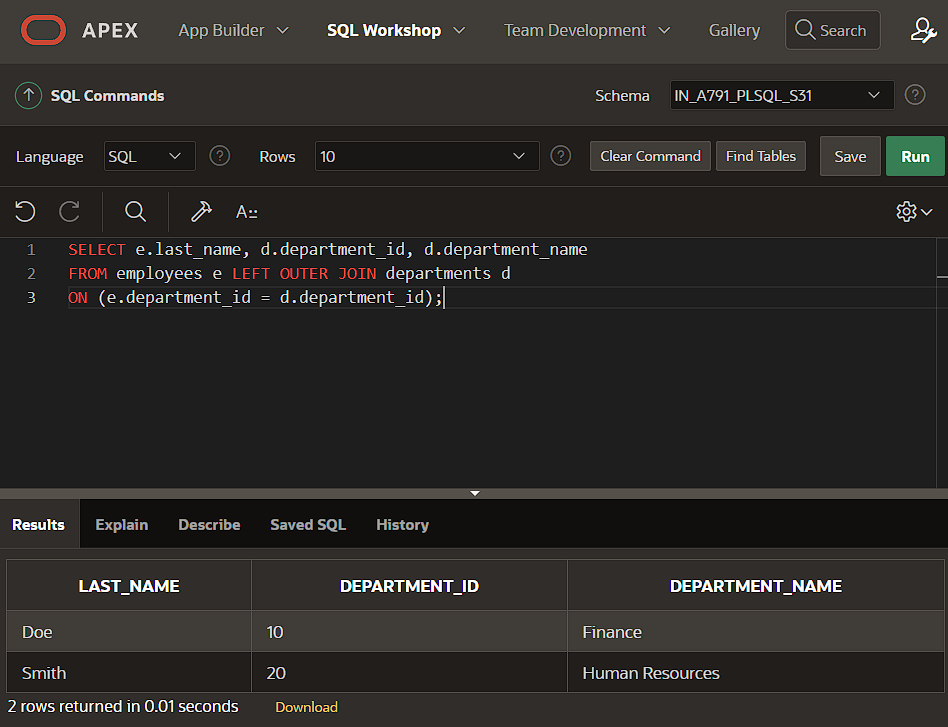 APEX App Builder SQL Workshop Team Development Gallery Search
SQL Commands Schema IN_A791_PLSQL_S31 ?
Language SQL ? Rows 10 ? Clear Command Find Tables Save Run
A::
1 SELECT e.last_name, d.department_id, d.department_name
2 FROM employees e LEFT OUTER JOIN departments d
3 ON (e.department_id = d.department_id);
Results Explain Describe Saved SQL History
LAST_NAME DEPARTMENT_ID DEPARTMENT_NAME
Doe 10 Finance
Smith 20 Human Resources
2 rows returned in 0.01 seconds Download